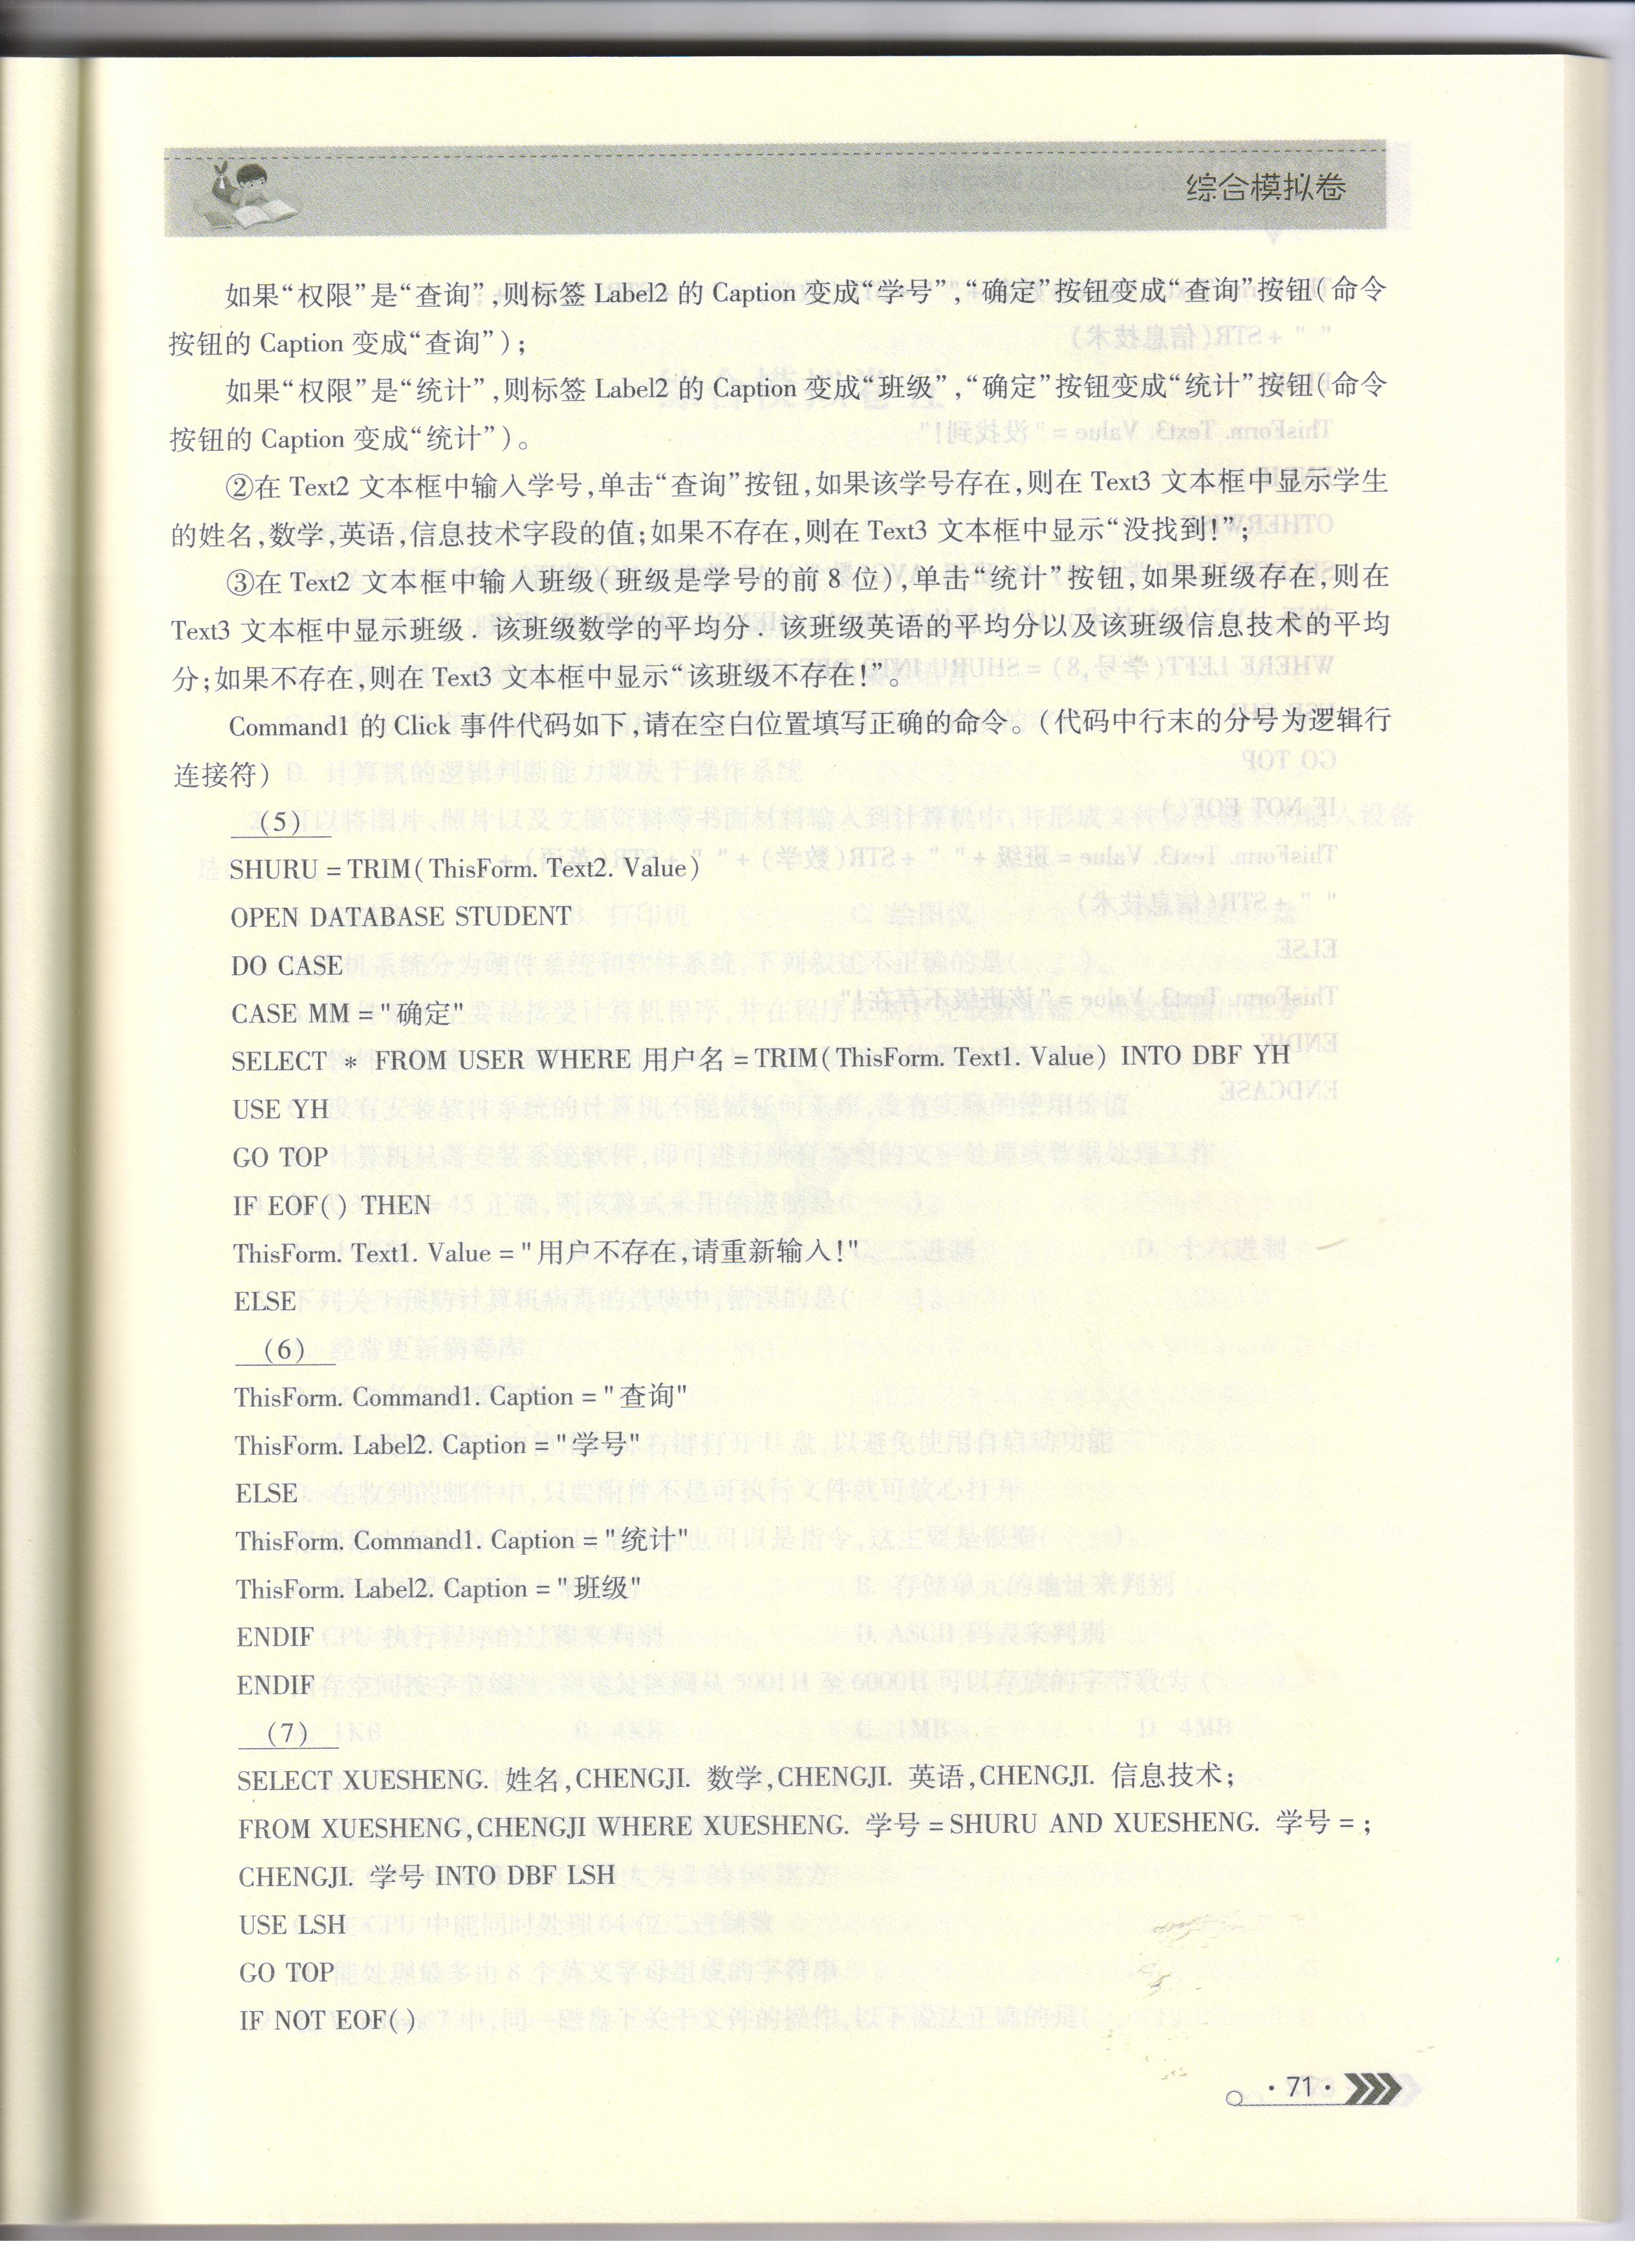 综合模拟卷
如果“权限”是“查询”,则标签 Label2 的 Caption 变成“学号”,“确定”按钮变成“查询”按钮(命令
按钮的 Caption 变成“查询”);
如果“权限”是“统计”,则标签 Label2 的 Caption 变成“班级”,“确定”按钮变成“统计”按钮(命令
按钮的 Caption 变成“统计”)。
②在 Text2 文本框中输入学号,单击“查询”按钮,如果该学号存在,则在 Text3 文本框中显示学生
的姓名,数学,英语,信息技术字段的值;如果不存在,则在 Text3 文本框中显示“没找到!”;
③在 Text2 文本框中输入班级(班级是学号的前 8 位),单击“统计”按钮,如果班级存在,则在
Text3 文本框中显示班级. 该班级数学的平均分. 该班级英语的平均分以及该班级信息技术的平均
分;如果不存在,则在 Text3 文本框中显示“该班级不存在!”。
Command1 的 Click 事件代码如下,请在空白位置填写正确的命令。(代码中行末的分号为逻辑行
连接符)
(5)
SHURU = TRIM( ThisForm. Text2. Value)
OPEN DATABASE STUDENT
DO CASE
CASE MM = "确定"
SELECT * FROM USER WHERE 用户名 = TRIM( ThisForm. Text1. Value) INTO DBF YH
USE YH
GO TOP
IF EOF( ) THEN
ThisForm. Text1. Value = "用户不存在,请重新输入!"
ELSE
(6)
ThisForm. Command1. Caption = "查询"
ThisForm. Label2. Caption = "学号"
ELSE
ThisForm. Command1. Caption = "统计"
ThisForm. Label2. Caption = "班级"
ENDIF
ENDIF
(7)
SELECT XUESHENG. 姓名,CHENGJI. 数学,CHENGJI. 英语,CHENGJI. 信息技术;
FROM XUESHENG,CHENGJI WHERE XUESHENG. 学号 = SHURU AND XUESHENG. 学号 = ;
CHENGJI. 学号 INTO DBF LSH
USE LSH
GO TOP
IF NOT EOF( )
· 71 ·